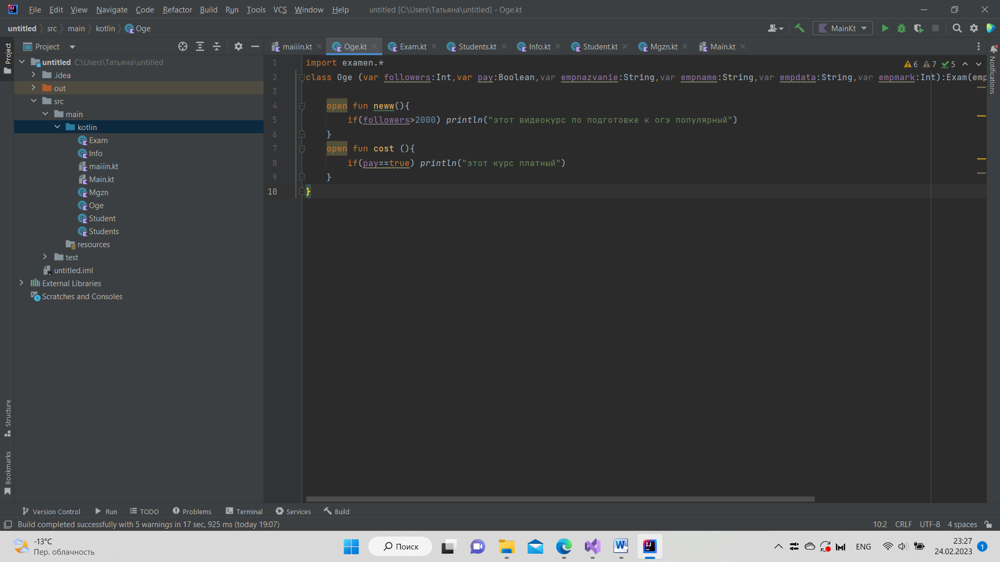 File Edit View Navigate Code Refactor Build Run Tools VCS Window Help untitled [C:\Users\Татьяна\untitled] - Oge.kt
untitled src main kotlin Oge MainKt
Project maiiin.kt Oge.kt Exam.kt Students.kt Info.kt Student.kt Mgzn.kt Main.kt
Project
Notifications
untitled C:\Users\Татьяна\untitled
.idea
out
src
main
kotlin
Exam
Info
maiiin.kt
Main.kt
Mgzn
Oge
Student
Students
resources
test
untitled.iml
External Libraries
Scratches and Consoles
6 7 5
1 import examen.*
2 class Oge (var followers:Int,var pay:Boolean,var empnazvanie:String,var empname:String,var empdata:String,var empmark:Int):Exam(emp
3
4 open fun neww(){
5 if(followers>2000) println("этот видеокурс по подготовке к огэ популярный")
6 }
7 open fun cost (){
8 if(pay==true) println("этот курс платный")
9 }
10 }
Structure
Bookmarks
Version Control Run TODO Problems Terminal Services Build
Build completed successfully with 5 warnings in 17 sec, 925 ms (today 19:07) 10:2 CRLF UTF-8 4 spaces
-13°C
Пер. облачность
Поиск
ENG
23:27
24.02.2023
1